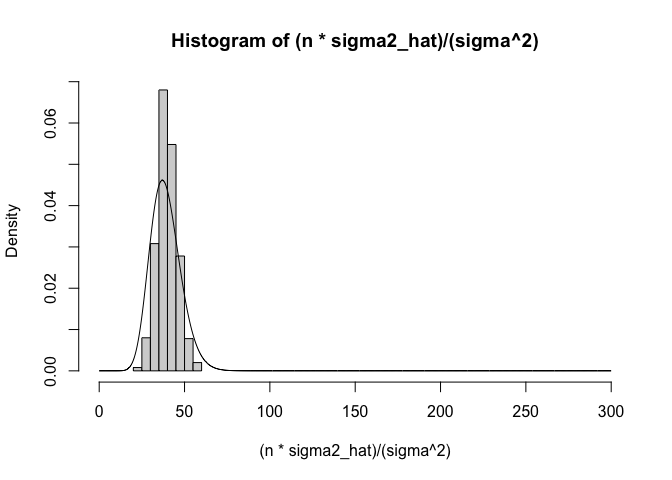 Histogram of (n * sigma2_hat)/(sigma^2)
Density
0.06
0.04
0.02
0.00
0 50 100 150 200 250 300
(n * sigma2_hat)/(sigma^2)